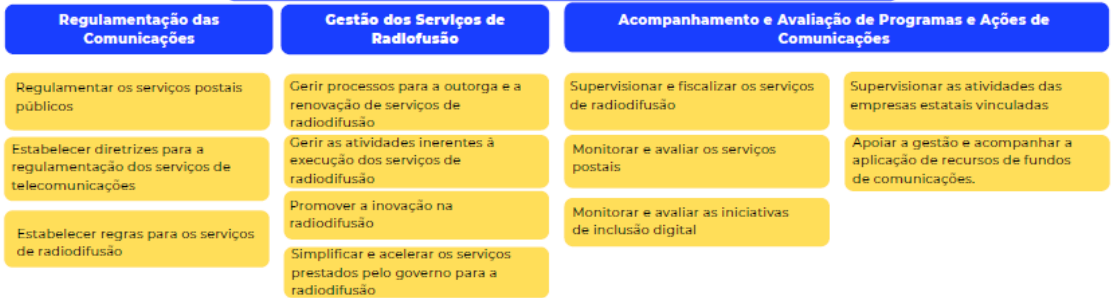 Regulamentação das
Comunicações
Regulamentar os serviços postais
públicos
Estabelecer diretrizes para a
regulamentação dos serviços de
telecomunicações
Estabelecer regras para os serviços
de radiodifusão
Gestão dos Serviços de
Radiofusão
Gerir processos para a outorga e a
renovação de serviços de
radiodifusão
Gerir as atividades inerentes à
execução dos serviços de
radiodifusão
Promover a inovação na
radiodifusão
Simplificar e acelerar os serviços
prestados pelo governo para a
radiodifusão
Acompanhamento e Avaliação de Programas e Ações de
Comunicações
Supervisionar e fiscalizar os serviços
de radiodifusão
Monitorar e avaliar os serviços
postais
Monitorar e avaliar as iniciativas
de inclusão digital
Supervisionar as atividades das
empresas estatais vinculadas
Apoiar a gestão e acompanhar a
aplicação de recursos de fundos
de comunicações.